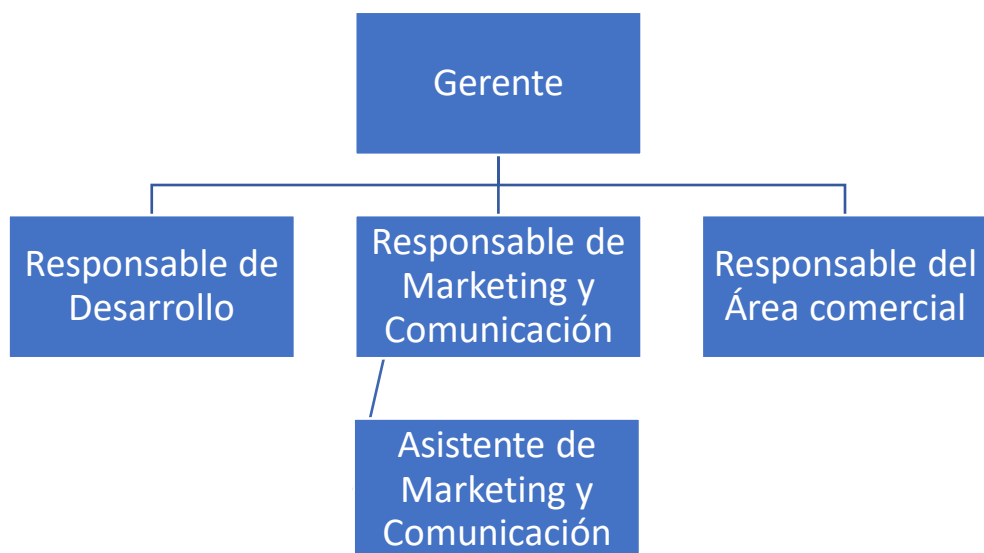 Gerente
Responsable de
Desarrollo
Responsable de
Marketing y
Comunicación
Responsable del
Área comercial
Asistente de
Marketing y
Comunicación